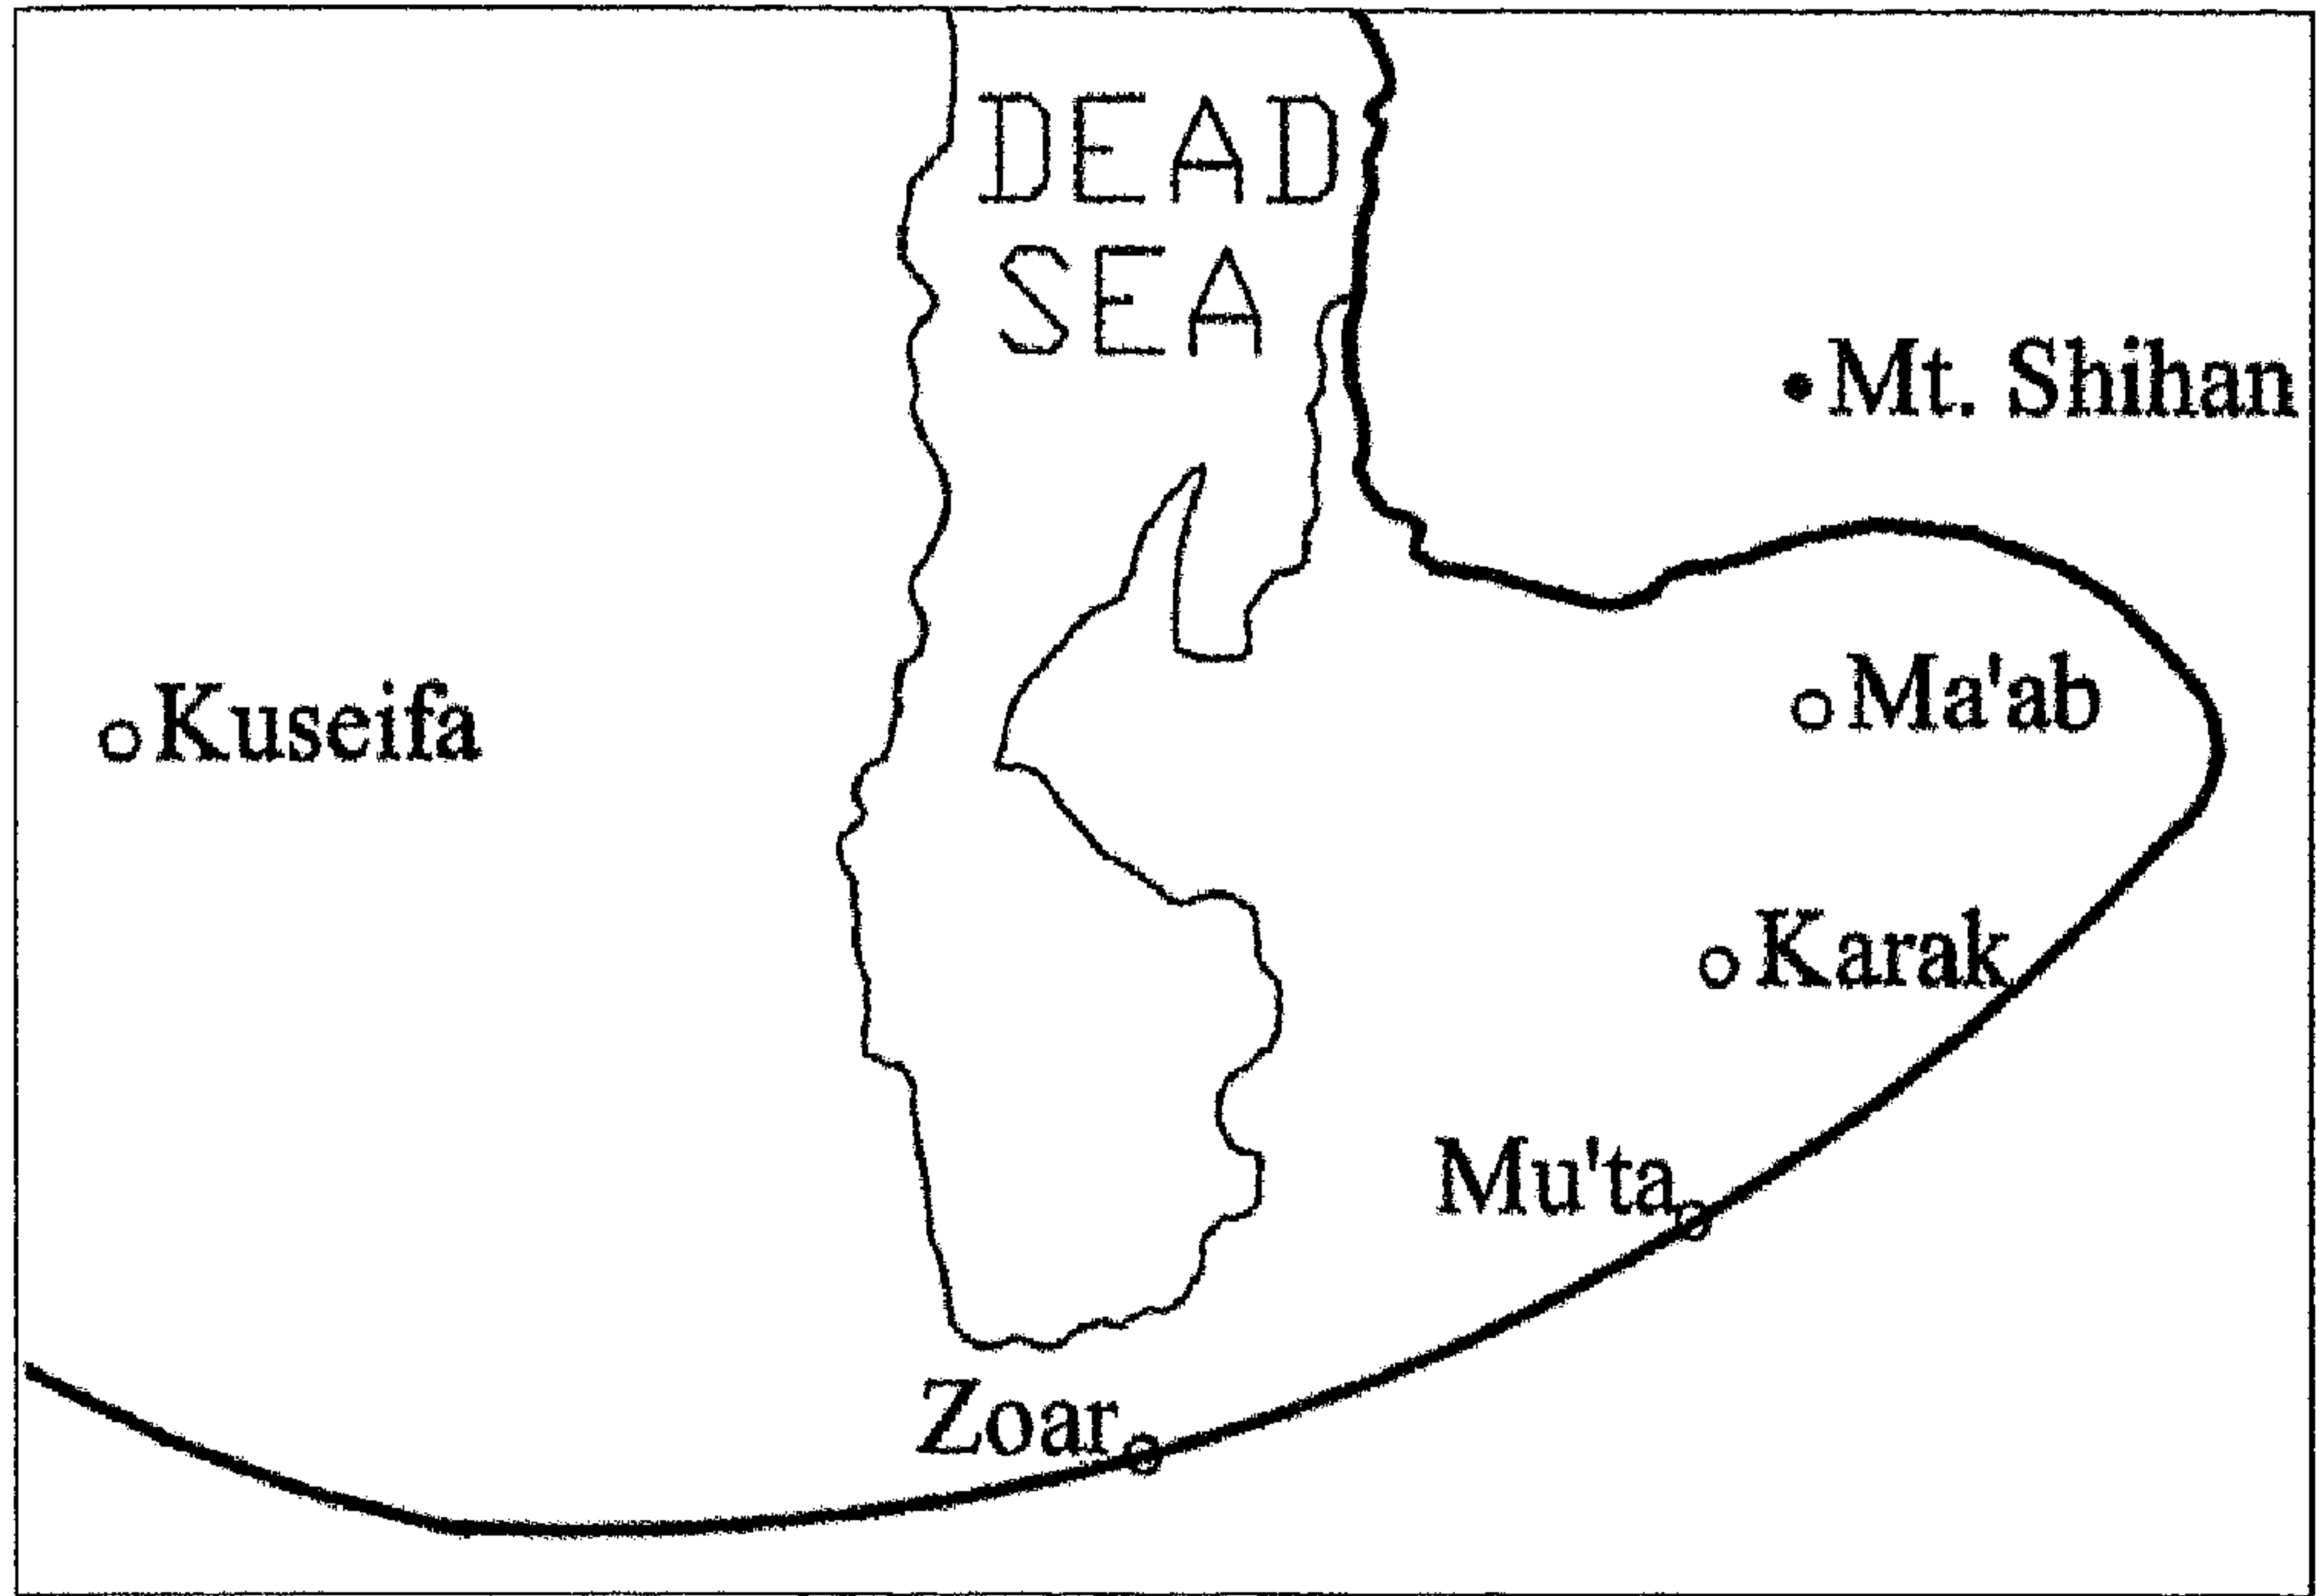 DEAD
SEA
Mt. Shihan
Kuseifa
Ma'ab
Karak
Mu'ta
Zoar